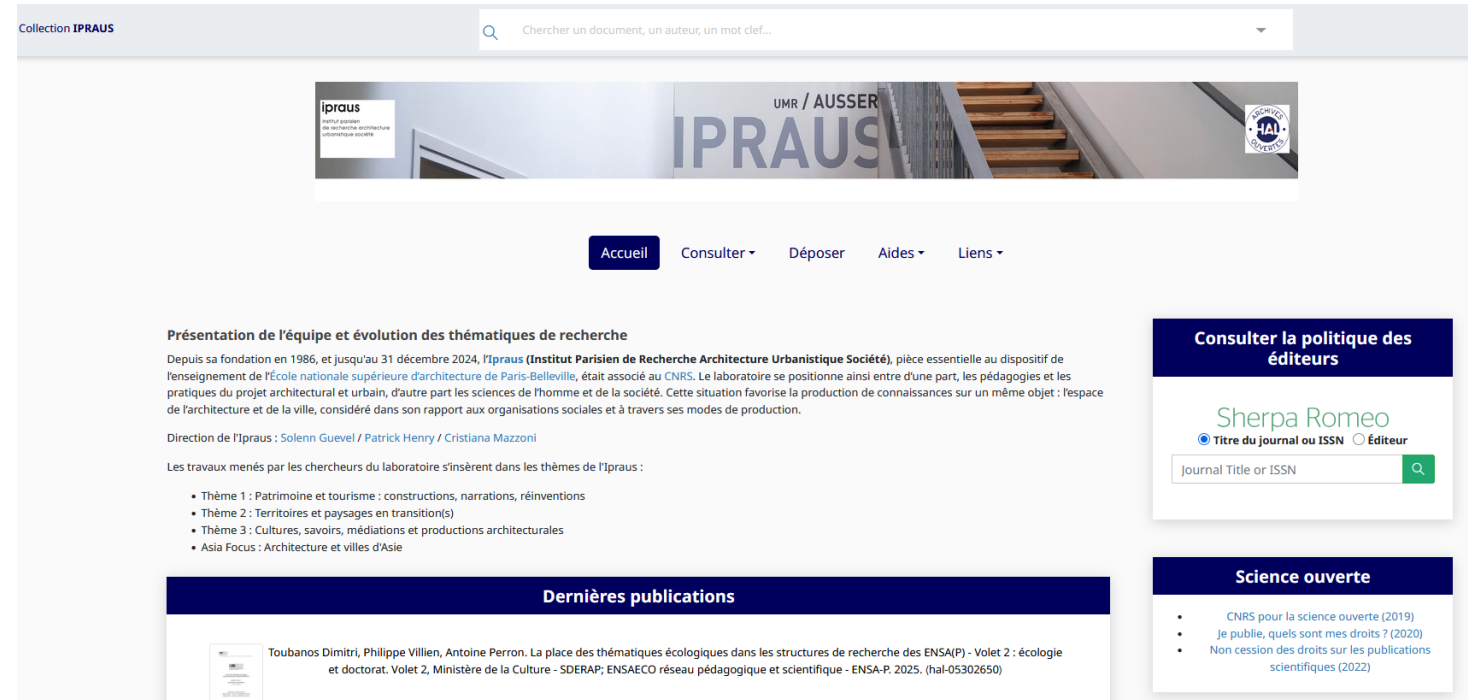 Collection IPRAUS
Chercher un document, un auteur, un mot clef...
ipraus
institut parisien
de recherche architecture
urbanistique société
UMR / AUSSER
IPRAUS
ARCHIVES
HAL
OUVERTES
Accueil
Consulter
Déposer
Aides
Liens
Présentation de l’équipe et évolution des thématiques de recherche
Depuis sa fondation en 1986, et jusqu'au 31 décembre 2024, l’Ipraus (Institut Parisien de Recherche Architecture Urbanistique Société), pièce essentielle au dispositif de
l’enseignement de l’École nationale supérieure d’architecture de Paris-Belleville, était associé au CNRS. Le laboratoire se positionne ainsi entre d’une part, les pédagogies et les
pratiques du projet architectural et urbain, d’autre part les sciences de l’homme et de la société. Cette situation favorise la production de connaissances sur un même objet : l’espace
de l’architecture et de la ville, considéré dans son rapport aux organisations sociales et à travers ses modes de production.
Direction de l'Ipraus : Solenn Guevel / Patrick Henry / Cristiana Mazzoni
Les travaux menés par les chercheurs du laboratoire s’insèrent dans les thèmes de l'Ipraus :
• Thème 1 : Patrimoine et tourisme : constructions, narrations, réinventions
• Thème 2 : Territoires et paysages en transition(s)
• Thème 3 : Cultures, savoirs, médiations et productions architecturales
• Asia Focus : Architecture et villes d'Asie
Dernières publications
Toubanos Dimitri, Philippe Villien, Antoine Perron. La place des thématiques écologiques dans les structures de recherche des ENSA(P) - Volet 2 : écologie
et doctorat. Volet 2, Ministère de la Culture - SDERAP; ENSAECO réseau pédagogique et scientifique - ENSA-P. 2025. ⟨hal-05302650⟩
Consulter la politique des
éditeurs
Sherpa Romeo
Titre du journal ou ISSN Éditeur
Journal Title or ISSN
Science ouverte
• CNRS pour la science ouverte (2019)
• Je publie, quels sont mes droits ? (2020)
• Non cession des droits sur les publications
scientifiques (2022)